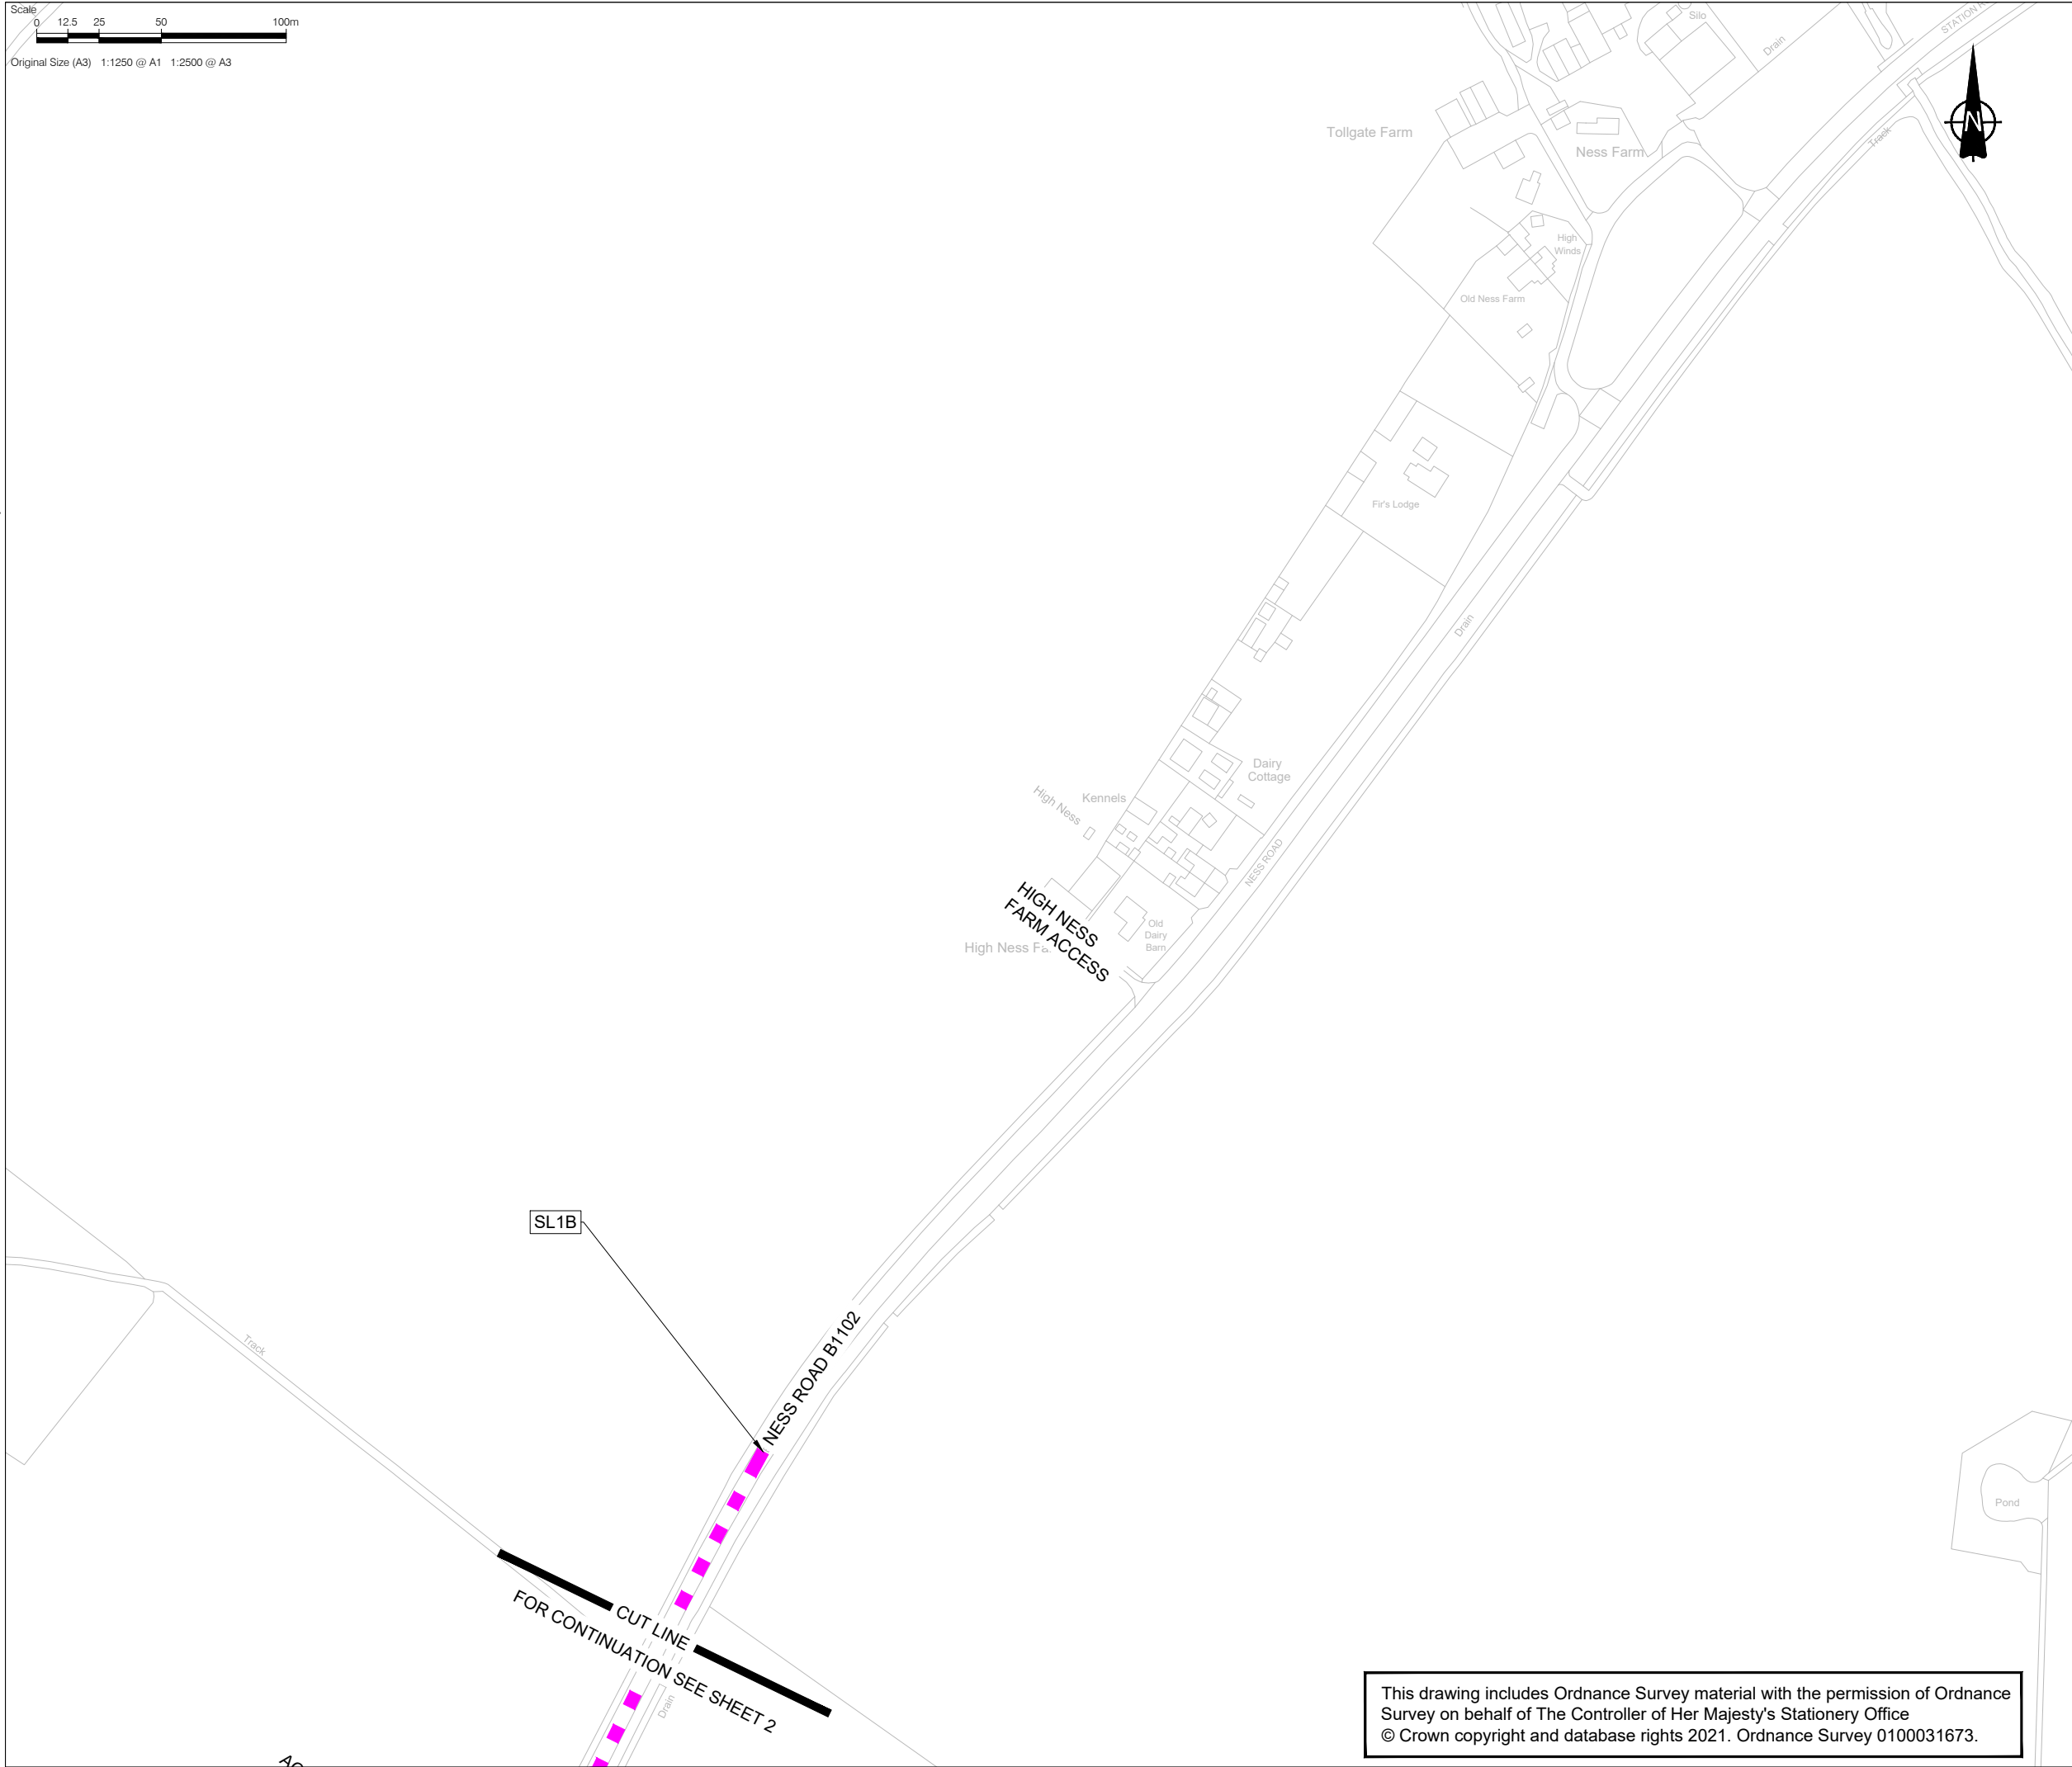 Scale
0 12.5 25 50 100m
Original Size (A3) 1:1250 @ A1 1:2500 @ A3
Silo
Drain
N
Tollgate Farm
Ness Farm
Track
High
Winds
Old Ness Farm
Fir's Lodge
Drain
Dairy
Cottage
Kennels
High Ness
NESS ROAD
HIGH NESS
FARM ACCESS
Old
Dairy
Barn
High Ness
SL1B
NESS ROAD B1102
Track
Pond
CUT LINE
FOR CONTINUATION SEE SHEET 2
Drain
This drawing includes Ordnance Survey material with the permission of Ordnance
Survey on behalf of The Controller of Her Majesty's Stationery Office
© Crown copyright and database rights 2021. Ordnance Survey 0100031673.
STATION